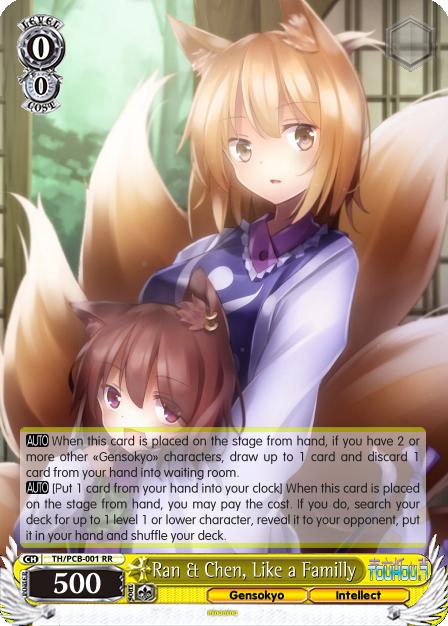 LEVEL
0
0
COST
AUTO When this card is placed on the stage from hand, if you have 2 or
more other «Gensokyo» characters, draw up to 1 card and discard 1
card from your hand into waiting room.
AUTO [Put 1 card from your hand into your clock] When this card is placed
on the stage from hand, you may pay the cost. If you do, search your
deck for up to 1 level 1 or lower character, reveal it to your opponent, put
it in your hand and shuffle your deck.
CH TH/PCB-001 RR
Ran & Chen, Like a Familly
TOUHOU
POWER 500 SOUL
Gensokyo Intellect